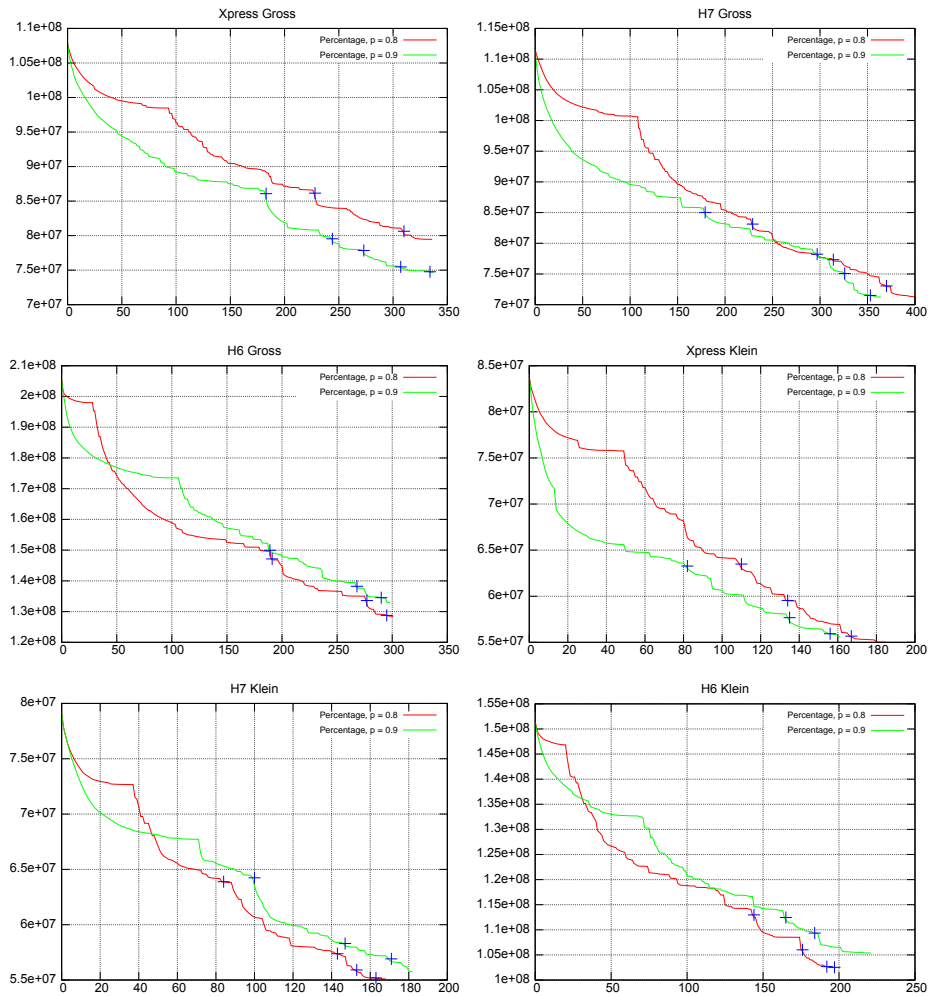 Xpress Gross
1.1e+08
1.05e+08
1e+08
9.5e+07
9e+07
8.5e+07
8e+07
7.5e+07
7e+07
Percentage, p = 0.8
Percentage, p = 0.9
0 50 100 150 200 250 300 350
H7 Gross
1.15e+08
1.1e+08
1.05e+08
1e+08
9.5e+07
9e+07
8.5e+07
8e+07
7.5e+07
7e+07
Percentage, p = 0.8
Percentage, p = 0.9
0 50 100 150 200 250 300 350 400
H6 Gross
2.1e+08
2e+08
1.9e+08
1.8e+08
1.7e+08
1.6e+08
1.5e+08
1.4e+08
1.3e+08
1.2e+08
Percentage, p = 0.8
Percentage, p = 0.9
0 50 100 150 200 250 300 350
Xpress Klein
8.5e+07
8e+07
7.5e+07
7e+07
6.5e+07
6e+07
5.5e+07
Percentage, p = 0.8
Percentage, p = 0.9
0 20 40 60 80 100 120 140 160 180 200
H7 Klein
8e+07
7.5e+07
7e+07
6.5e+07
6e+07
5.5e+07
Percentage, p = 0.8
Percentage, p = 0.9
0 20 40 60 80 100 120 140 160 180 200
H6 Klein
1.55e+08
1.5e+08
1.45e+08
1.4e+08
1.35e+08
1.3e+08
1.25e+08
1.2e+08
1.15e+08
1.1e+08
1.05e+08
1e+08
Percentage, p = 0.8
Percentage, p = 0.9
0 50 100 150 200 250